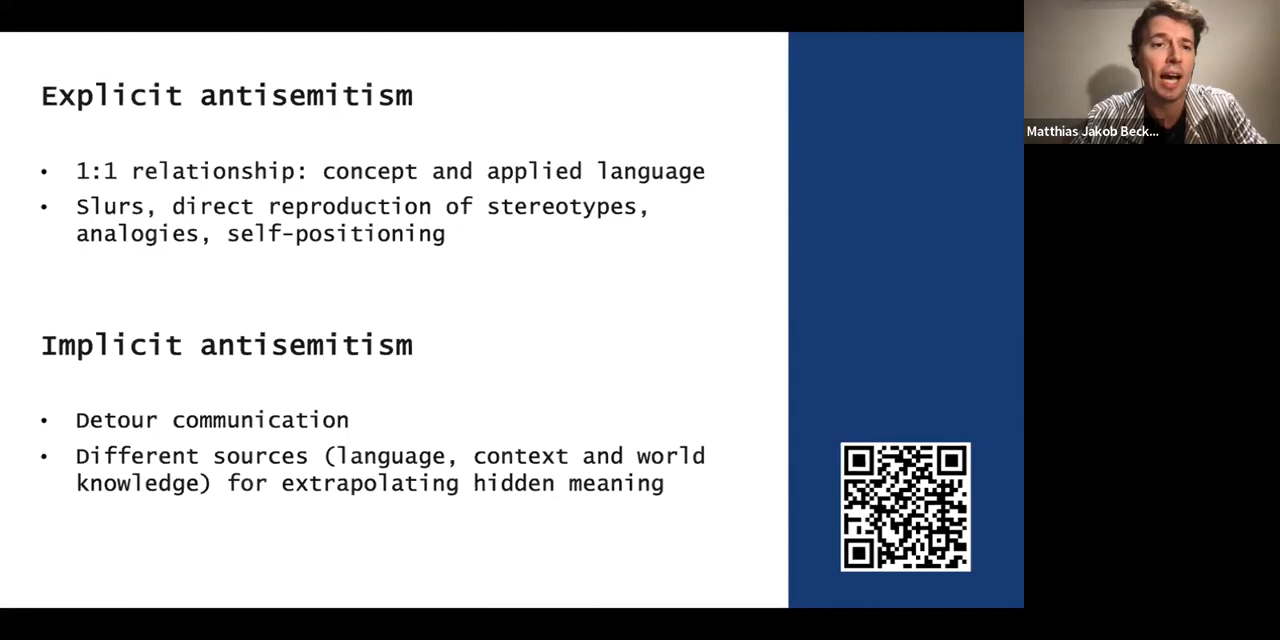 Explicit antisemitism
• 1:1 relationship: concept and applied language
• Slurs, direct reproduction of stereotypes,
analogies, self-positioning
Implicit antisemitism
• Detour communication
• Different sources (language, context and world
knowledge) for extrapolating hidden meaning
Matthias Jakob Beck...